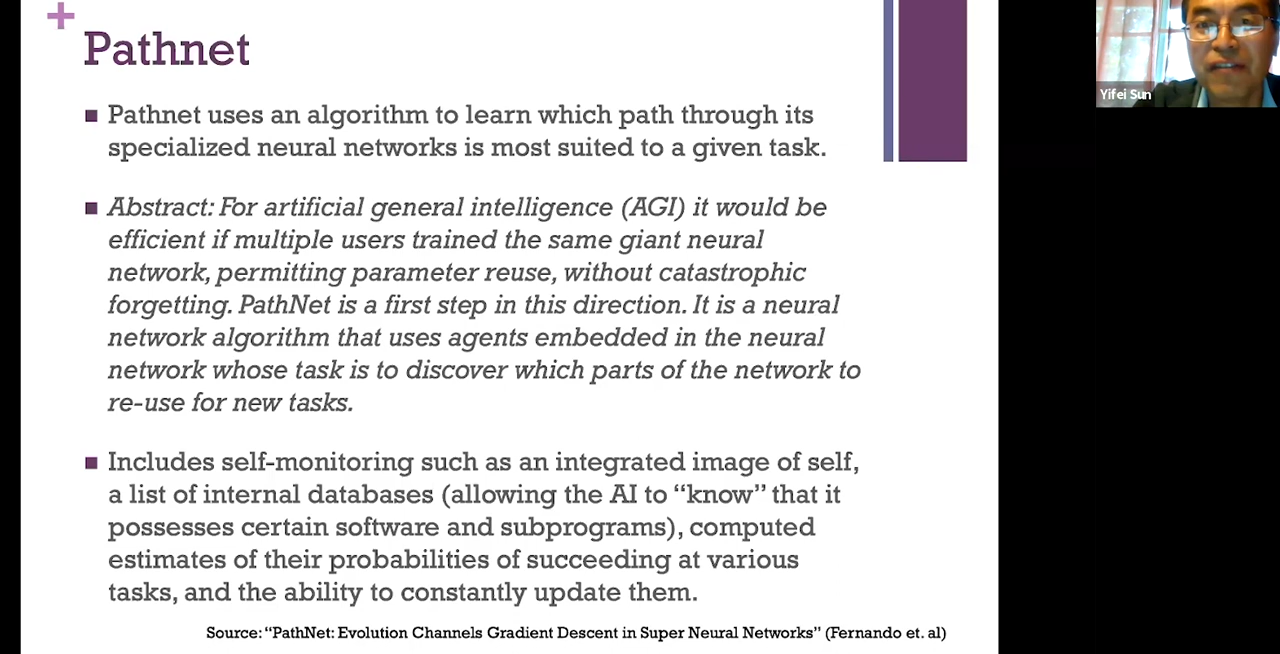 +
Pathnet
■ Pathnet uses an algorithm to learn which path through its
specialized neural networks is most suited to a given task.
■ Abstract: For artificial general intelligence (AGI) it would be
efficient if multiple users trained the same giant neural
network, permitting parameter reuse, without catastrophic
forgetting. PathNet is a first step in this direction. It is a neural
network algorithm that uses agents embedded in the neural
network whose task is to discover which parts of the network to
re-use for new tasks.
■ Includes self-monitoring such as an integrated image of self,
a list of internal databases (allowing the AI to “know” that it
possesses certain software and subprograms), computed
estimates of their probabilities of succeeding at various
tasks, and the ability to constantly update them.
Source: “PathNet: Evolution Channels Gradient Descent in Super Neural Networks” (Fernando et. al)
Yifei Sun